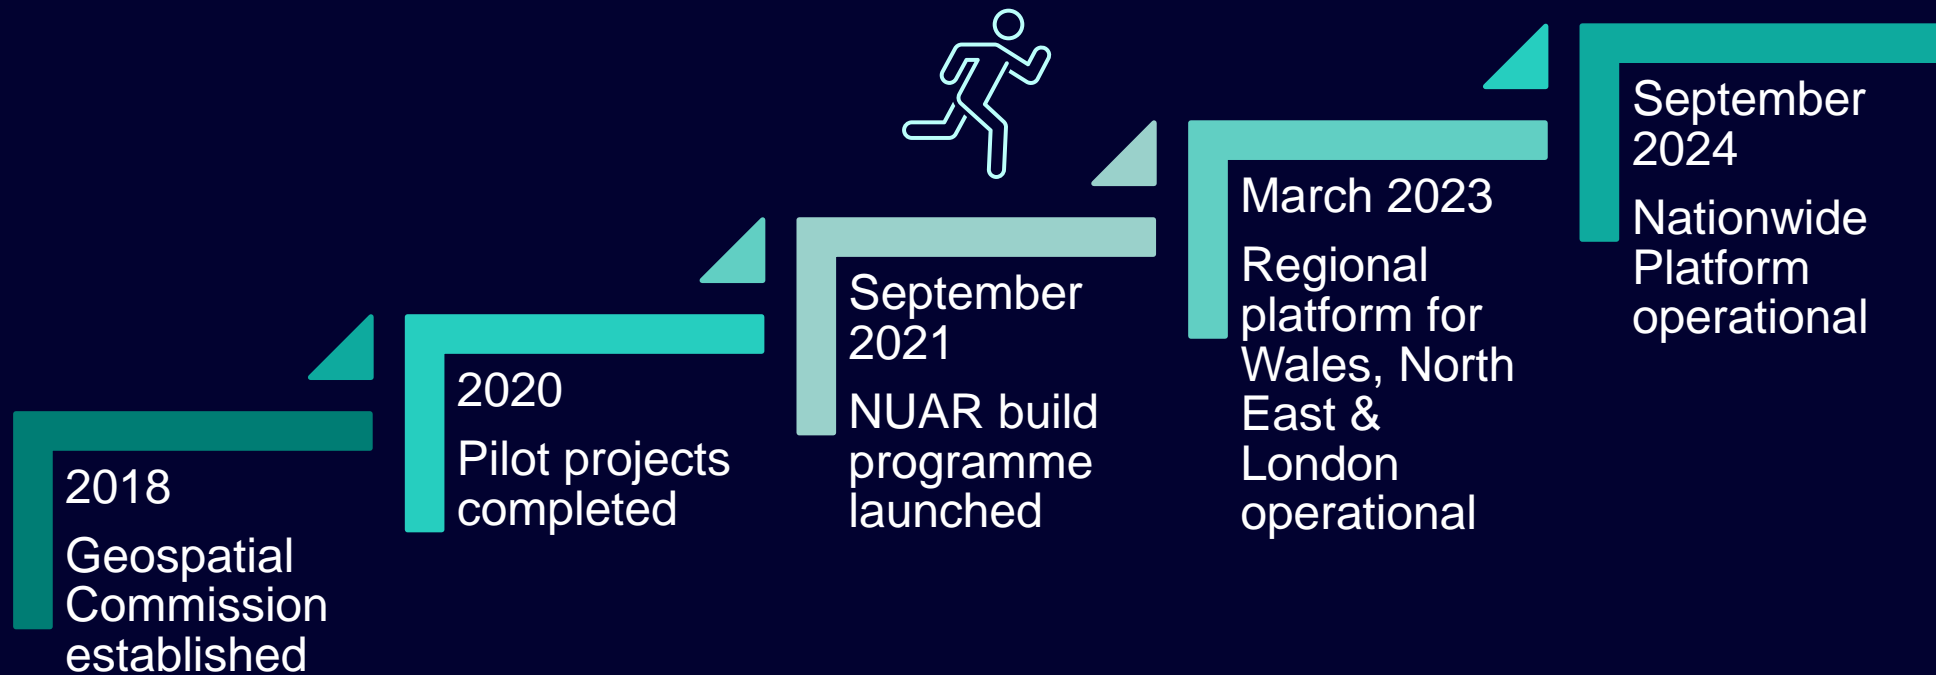 2018
Geospatial
Commission
established
2020
Pilot projects
completed
September
2021
NUAR build
programme
launched
March 2023
Regional
platform for
Wales, North
East &
London
operational
September
2024
Nationwide
Platform
operational